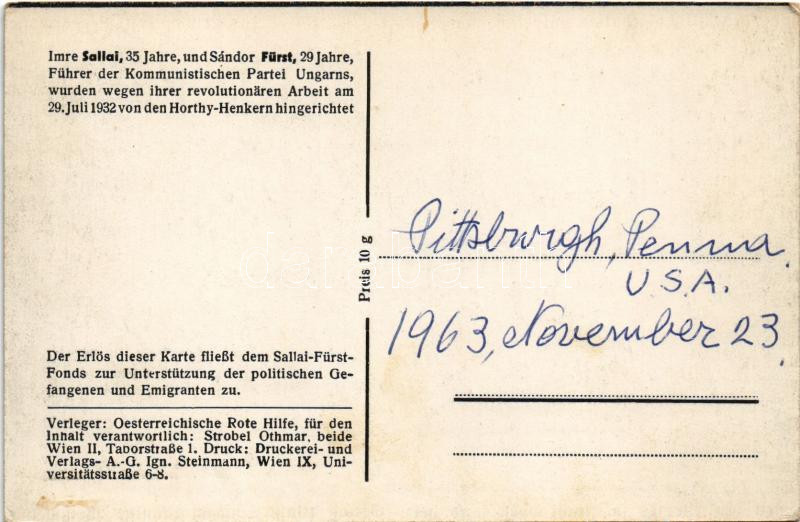 Imre Sallai, 35 Jahre, und Sándor Fürst, 29 Jahre,
Führer der Kommunistischen Partei Ungarns,
wurden wegen ihrer revolutionären Arbeit am
29. Juli 1932 von den Horthy-Henkern hingerichtet
Der Erlös dieser Karte fließt dem Sallai-Fürst-
Fonds zur Unterstützung der politischen Ge-
fangenen und Emigranten zu.
Verleger: Oesterreichische Rote Hilfe, für den
Inhalt verantwortlich: Strobel Othmar, beide
Wien II, Taborstraße 1. Druck: Druckerei- und
Verlags- A.-G. Ign. Steinmann, Wien IX, Uni-
versitätsstraße 6-8.
Preis 10 g
Pittsburgh, Penna.
U.S.A.
1963, November 23.